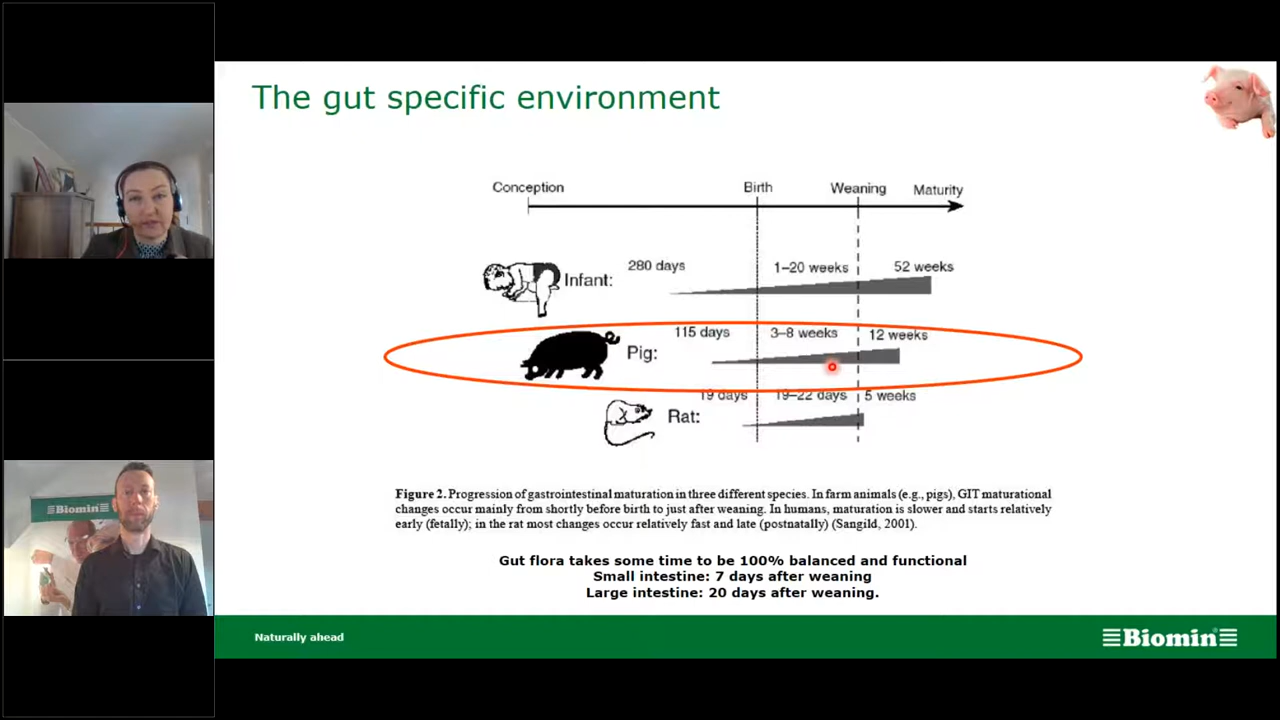 The gut specific environment
Conception Birth Weaning Maturity
Infant: 280 days 1–20 weeks 52 weeks
Pig: 115 days 3–8 weeks 12 weeks
Rat: 19 days 19–22 days 5 weeks
Figure 2. Progression of gastrointestinal maturation in three different species. In farm animals (e.g., pigs), GIT maturational
changes occur mainly from shortly before birth to just after weaning. In humans, maturation is slower and starts relatively
early (fetally); in the rat most changes occur relatively fast and late (postnatally) (Sangild, 2001).
Gut flora takes some time to be 100% balanced and functional
Small intestine: 7 days after weaning
Large intestine: 20 days after weaning.
Naturally ahead
Biomin®
Biomin